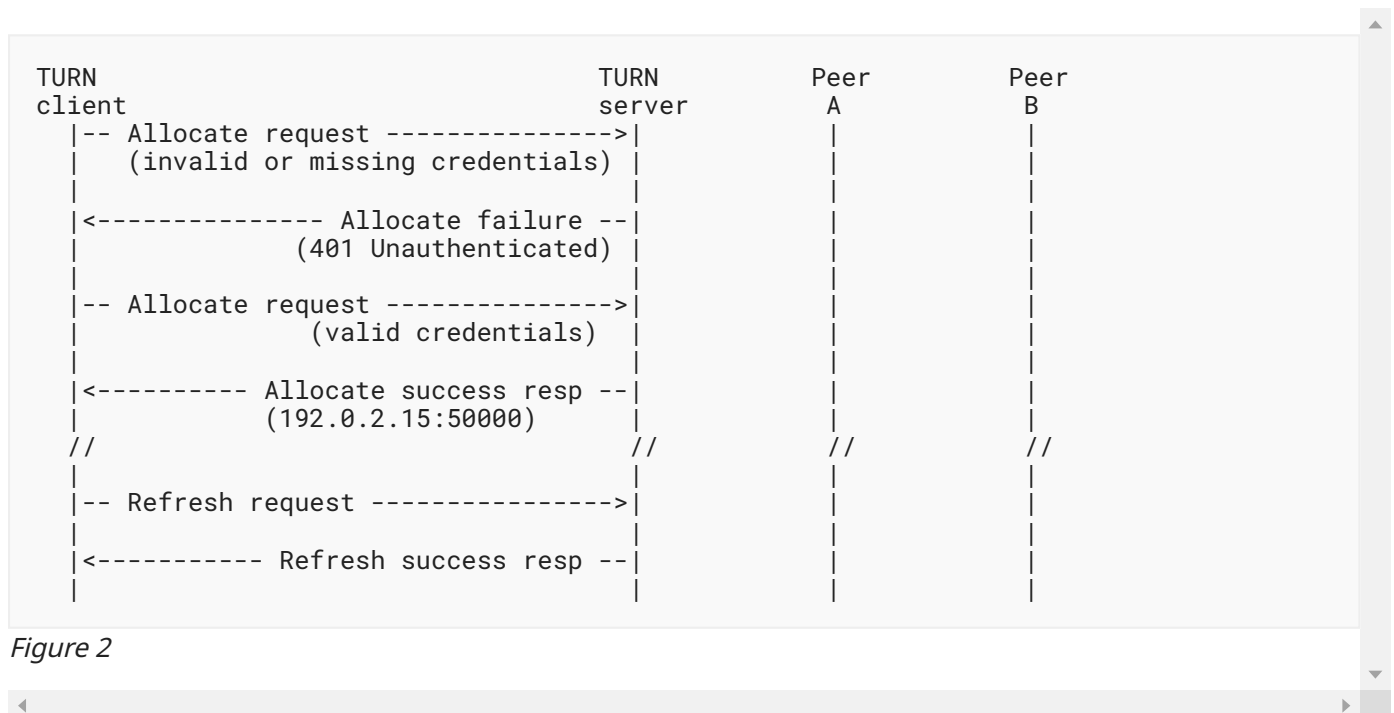 TURN                                 TURN          Peer         Peer
client                               server         A            B
  |-- Allocate request --------------->|            |            |
  |   (invalid or missing credentials) |            |            |
  |                                    |            |            |
  |<--------------- Allocate failure --|            |            |
  |              (401 Unauthenticated) |            |            |
  |                                    |            |            |
  |-- Allocate request --------------->|            |            |
  |               (valid credentials)  |            |            |
  |                                    |            |            |
  |<---------- Allocate success resp --|            |            |
  |            (192.0.2.15:50000)      |            |            |
  //                                   //           //           //
  |                                    |            |            |
  |-- Refresh request ---------------->|            |            |
  |                                    |            |            |
  |<----------- Refresh success resp --|            |            |
  |                                    |            |            |
Figure 2